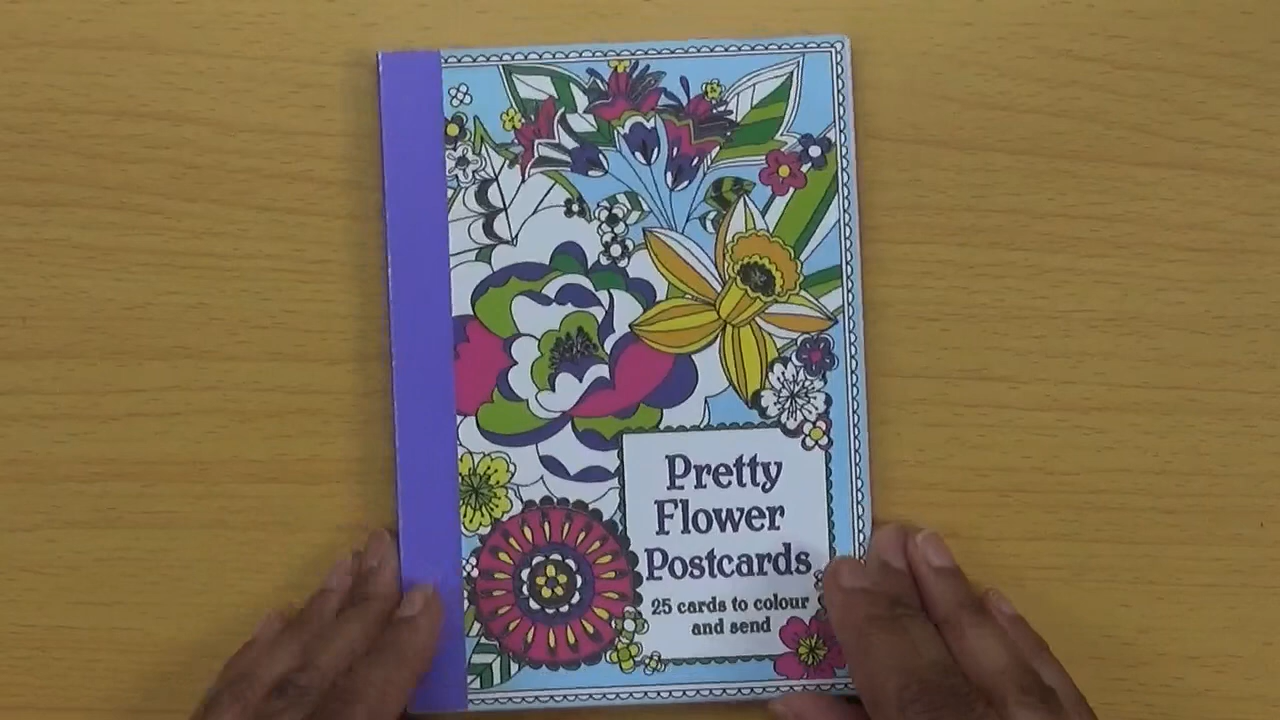 Pretty
Flower
Postcards
25 cards to colour
and send